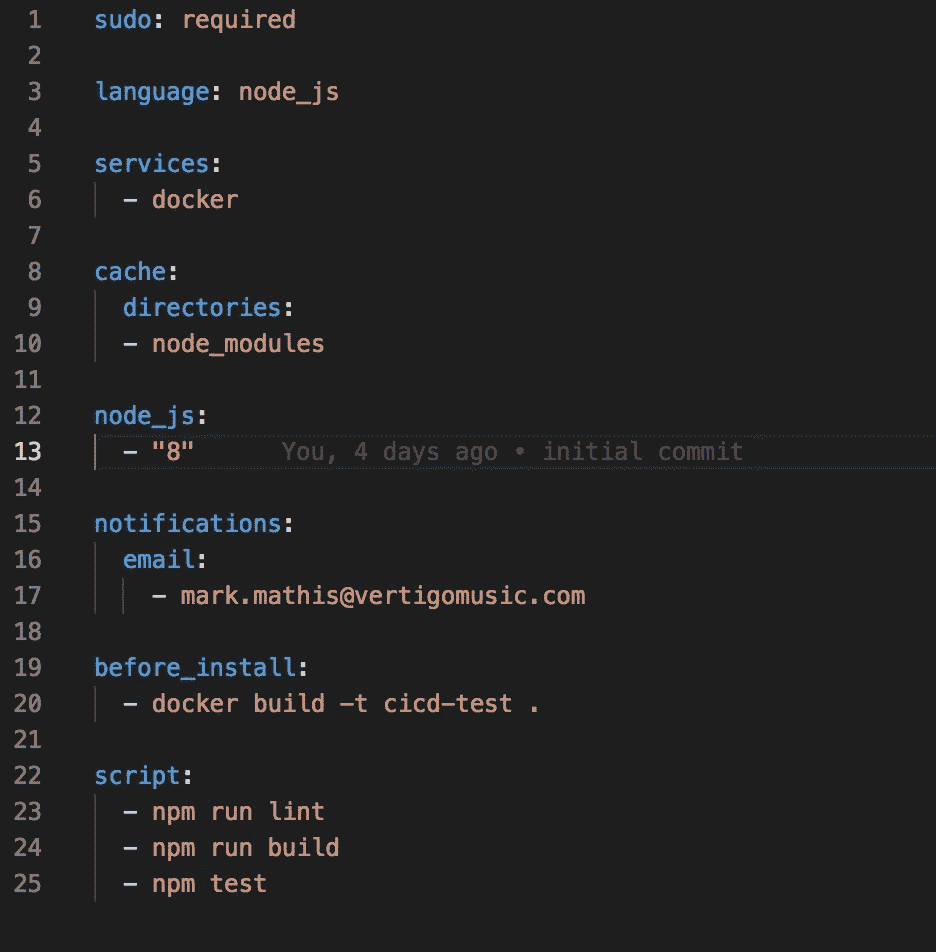 1 sudo: required
2
3 language: node_js
4
5 services:
6   - docker
7
8 cache:
9   directories:
10   - node_modules
11
12 node_js:
13   - "8" You, 4 days ago • initial commit
14
15 notifications:
16   email:
17     - mark.mathis@vertigomusic.com
18
19 before_install:
20   - docker build -t cicd-test .
21
22 script:
23   - npm run lint
24   - npm run build
25   - npm test